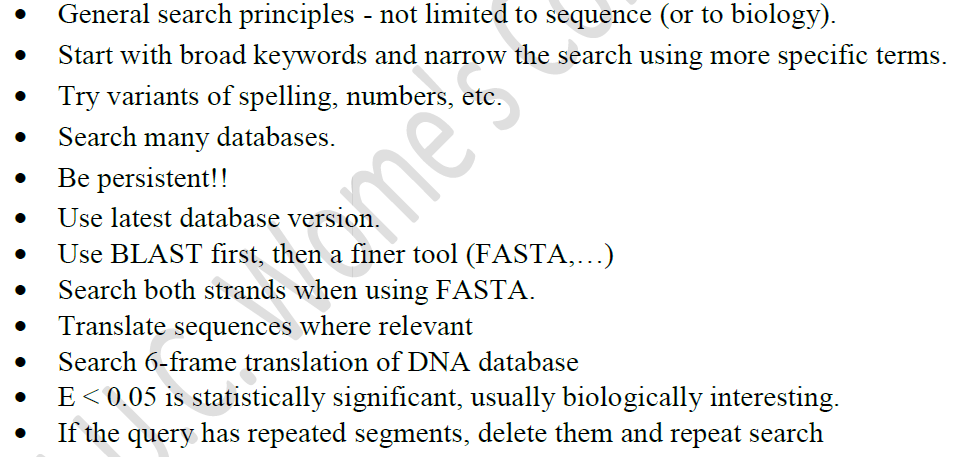 • General search principles - not limited to sequence (or to biology).
• Start with broad keywords and narrow the search using more specific terms.
• Try variants of spelling, numbers, etc.
• Search many databases.
• Be persistent!!
• Use latest database version.
• Use BLAST first, then a finer tool (FASTA,…)
• Search both strands when using FASTA.
• Translate sequences where relevant
• Search 6-frame translation of DNA database
• E < 0.05 is statistically significant, usually biologically interesting.
• If the query has repeated segments, delete them and repeat search
C. Wome's